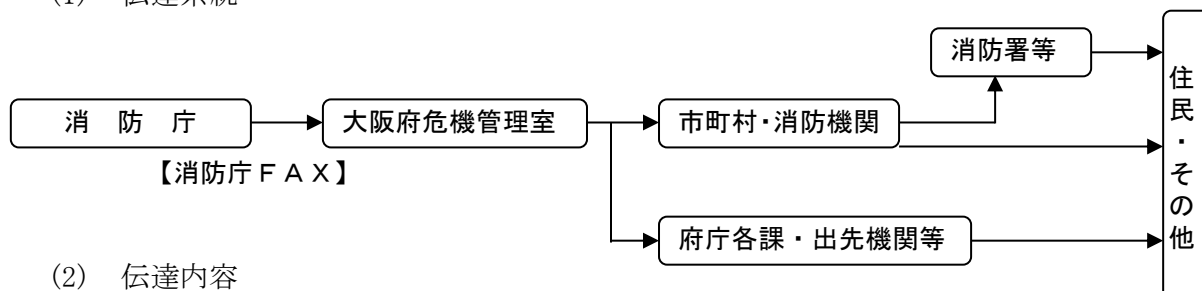 (1) 伝達系統
消防署等
消 防 庁
大阪府危機管理室
市町村・消防機関
住民・その他
【消防庁FAX】
府庁各課・出先機関等
(2) 伝達内容